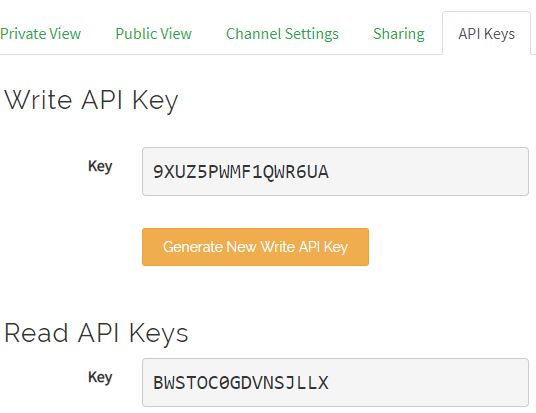 Private View Public View Channel Settings Sharing API Keys
Write API Key
Key 9XUZ5PWMF1QWR6UA
Generate New Write API Key
Read API Keys
Key BWSTOC0GDVNSJLLX